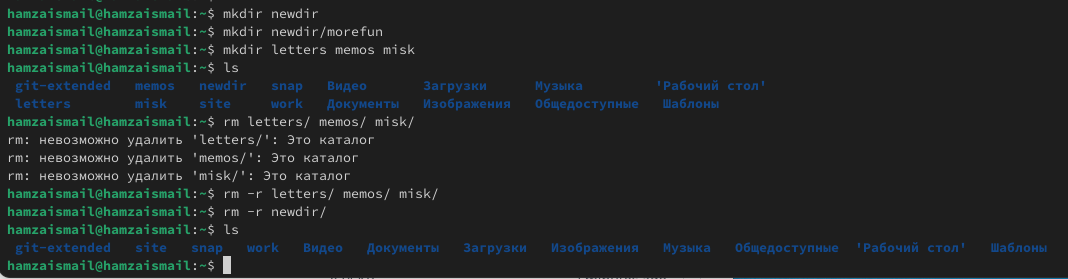 hamzaismail@hamzaismail:~$ mkdir newdir
hamzaismail@hamzaismail:~$ mkdir newdir/morefun
hamzaismail@hamzaismail:~$ mkdir letters memos misk
hamzaismail@hamzaismail:~$ ls
git-extended memos newdir snap Видео Загрузки Музыка 'Рабочий стол'
letters misk site work Документы Изображения Общедоступные Шаблоны
hamzaismail@hamzaismail:~$ rm letters/ memos/ misk/
rm: невозможно удалить 'letters/': Это каталог
rm: невозможно удалить 'memos/': Это каталог
rm: невозможно удалить 'misk/': Это каталог
hamzaismail@hamzaismail:~$ rm -r letters/ memos/ misk/
hamzaismail@hamzaismail:~$ rm -r newdir/
hamzaismail@hamzaismail:~$ ls
git-extended site snap work Видео Документы Загрузки Изображения Музыка Общедоступные 'Рабочий стол' Шаблоны
hamzaismail@hamzaismail:~$